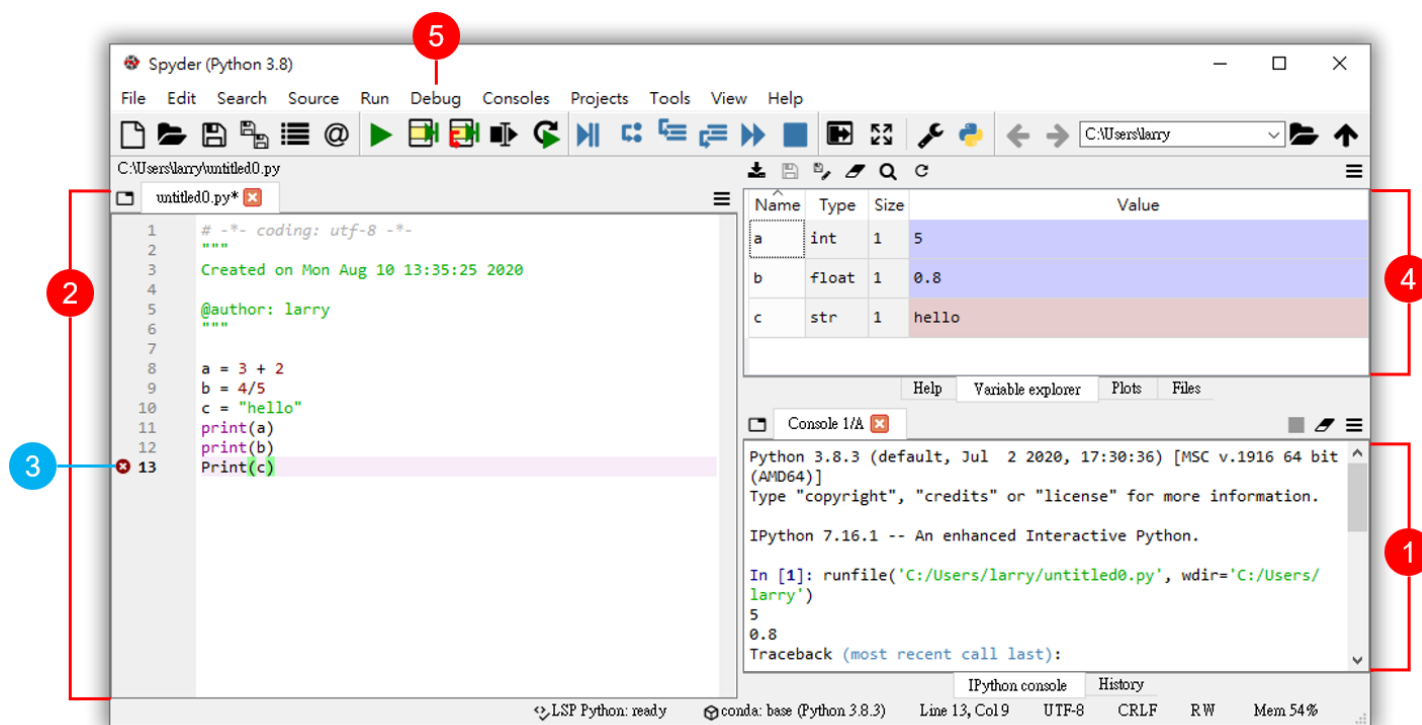 5
Spyder (Python 3.8)
File Edit Search Source Run Debug Consoles Projects Tools View Help
C:\Users\larry
C:\Users\larry\untitled0.py
untitled0.py*
1 # -*- coding: utf-8 -*-
2 """
3 Created on Mon Aug 10 13:35:25 2020
4
5 @author: larry
6 """
7
8 a = 3 + 2
9 b = 4/5
10 c = "hello"
11 print(a)
12 print(b)
13 Print(c)
2
3
Name Type Size Value
a int 1 5
b float 1 0.8
c str 1 hello
4
Help Variable explorer Plots Files
Console 1/A
Python 3.8.3 (default, Jul  2 2020, 17:30:36) [MSC v.1916 64 bit
(AMD64)]
Type "copyright", "credits" or "license" for more information.
IPython 7.16.1 -- An enhanced Interactive Python.
In [1]: runfile('C:/Users/larry/untitled0.py', wdir='C:/Users/
larry')
5
0.8
Traceback (most recent call last):
1
IPython console History
LSP Python: ready conda: base (Python 3.8.3) Line 13, Col 9 UTF-8 CRLF RW Mem 54%